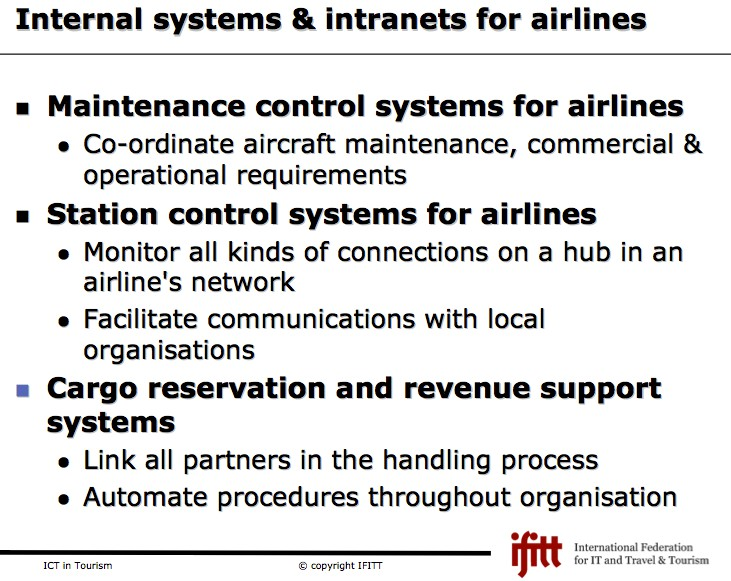 Internal systems & intranets for airlines
Maintenance control systems for airlines
Co-ordinate aircraft maintenance, commercial &
operational requirements
Station control systems for airlines
Monitor all kinds of connections on a hub in an
airline's network
Facilitate communications with local
organisations
Cargo reservation and revenue support
systems
Link all partners in the handling process
Automate procedures throughout organisation
ICT in Tourism
© copyright IFITT
ifitt
International Federation
for IT and Travel & Tourism